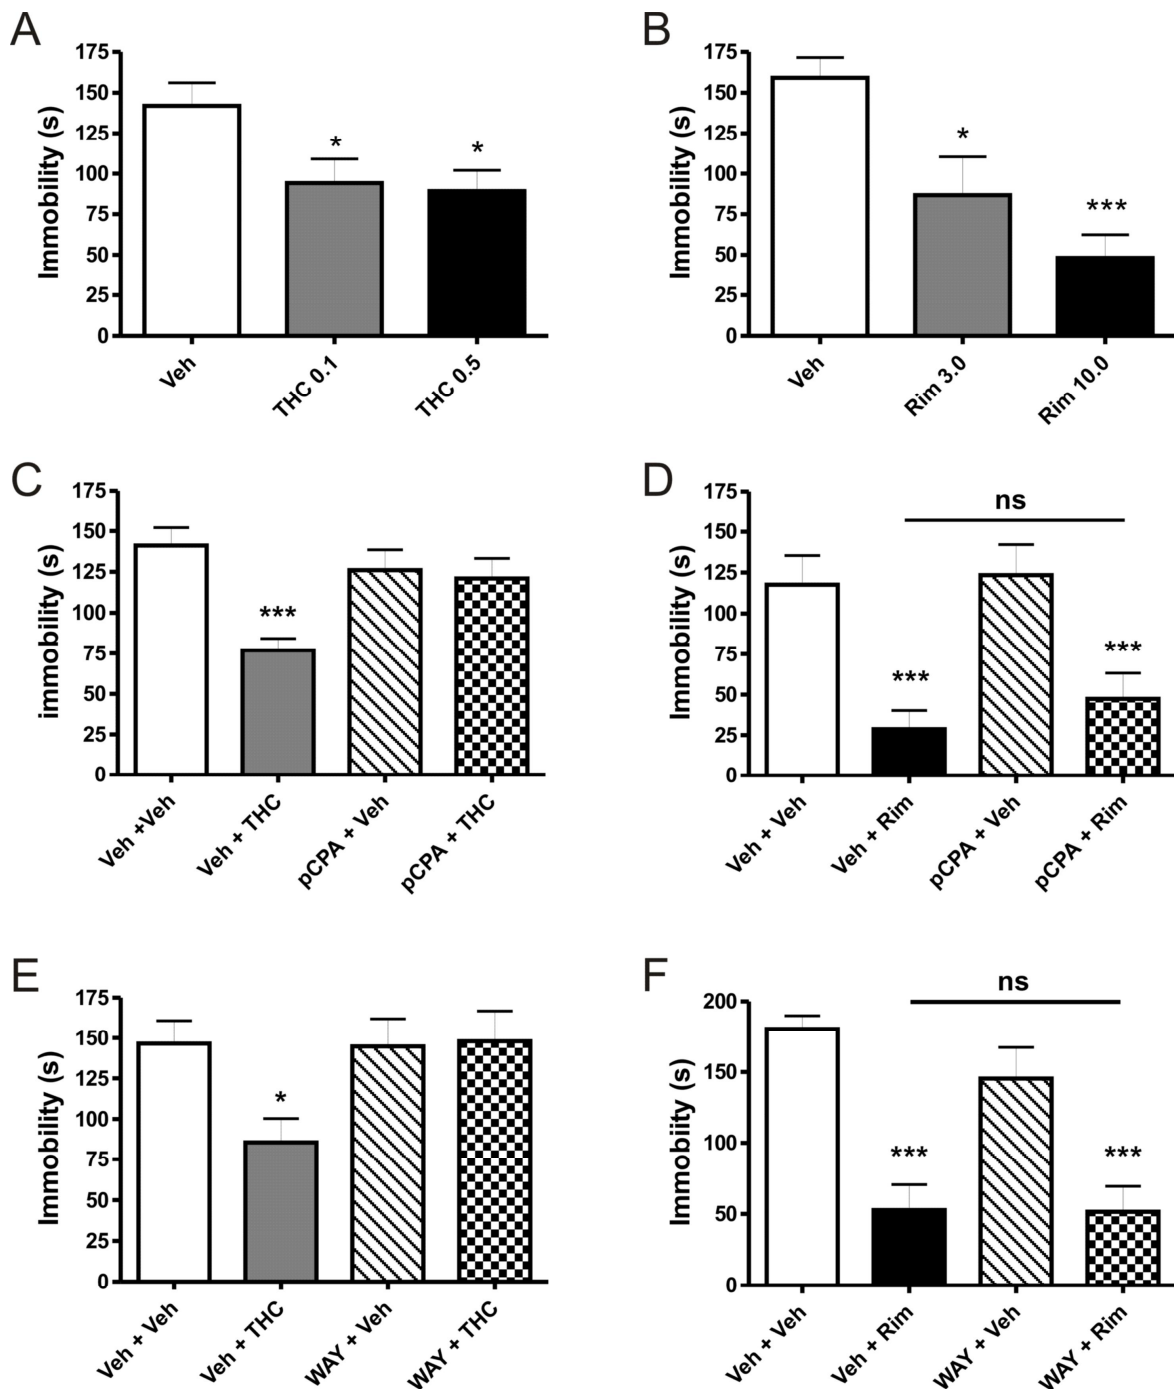 A
B
Immobility (s)
175
150
125
100
75
50
25
0
*
*
Veh
THC 0.1
THC 0.5
Immobility (s)
175
150
125
100
75
50
25
0
*
***
Veh
Rim 3.0
Rim 10.0
C
D
immobility (s)
175
150
125
100
75
50
25
0
***
Veh +Veh
Veh + THC
pCPA + Veh
pCPA + THC
Immobility (s)
175
150
125
100
75
50
25
0
ns
***
***
Veh + Veh
Veh + Rim
pCPA + Veh
pCPA + Rim
E
F
Immobility (s)
175
150
125
100
75
50
25
0
*
Veh + Veh
Veh + THC
WAY + Veh
WAY + THC
Immobiity (s)
200
150
100
50
0
ns
***
***
Veh + Veh
Veh + Rim
WAY + Veh
WAY + Rim